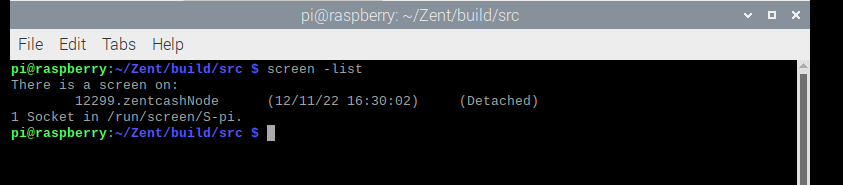 pi@raspberry: ~/Zent/build/src
File Edit Tabs Help
pi@raspberry:~/Zent/build/src $ screen -list
There is a screen on:
12299.zentcashNode (12/11/22 16:30:02) (Detached)
1 Socket in /run/screen/S-pi.
pi@raspberry:~/Zent/build/src $